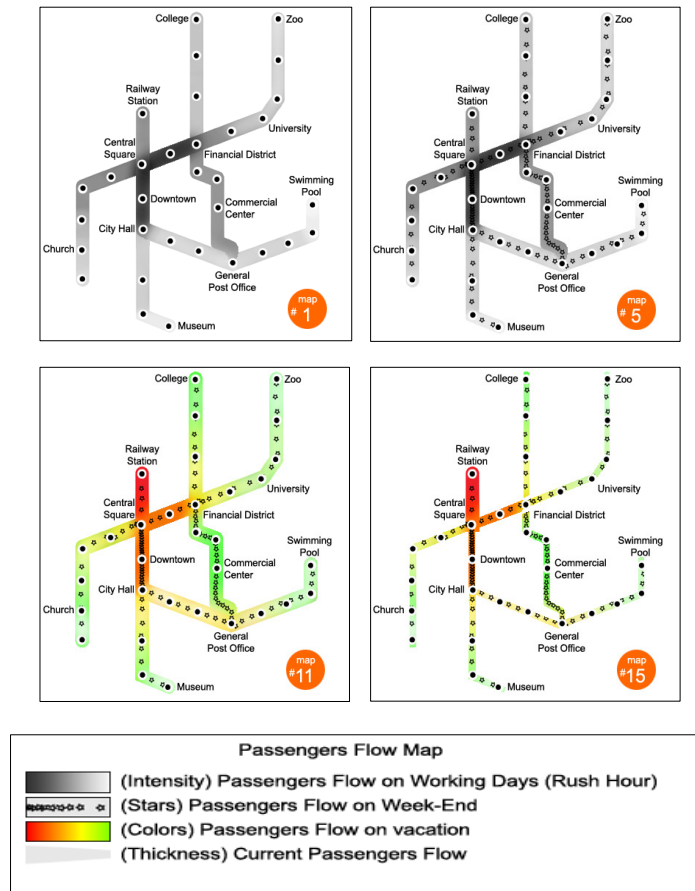 College
Zoo
Railway
Station
University
Central
Square
Financial District
Swimming
Pool
Downtown
Commercial
Center
City Hall
Church
General
Post Office
Museum
map
# 1
College
Zoo
Railway
Station
University
Central
Square
Financial District
Swimming
Pool
Downtown
Commercial
Center
City Hall
Church
General
Post Office
Museum
map
# 5
College
Zoo
Railway
Station
University
Central
Square
Financial District
Swimming
Pool
Downtown
Commercial
Center
City Hall
Church
General
Post Office
Museum
map
#11
College
Zoo
Railway
Station
University
Central
Square
Financial District
Swimming
Pool
Downtown
Commercial
Center
City Hall
Church
General
Post Office
Museum
map
#15
Passengers Flow Map
(Intensity) Passengers Flow on Working Days (Rush Hour)
(Stars) Passengers Flow on Week-End
(Colors) Passengers Flow on vacation
(Thickness) Current Passengers Flow